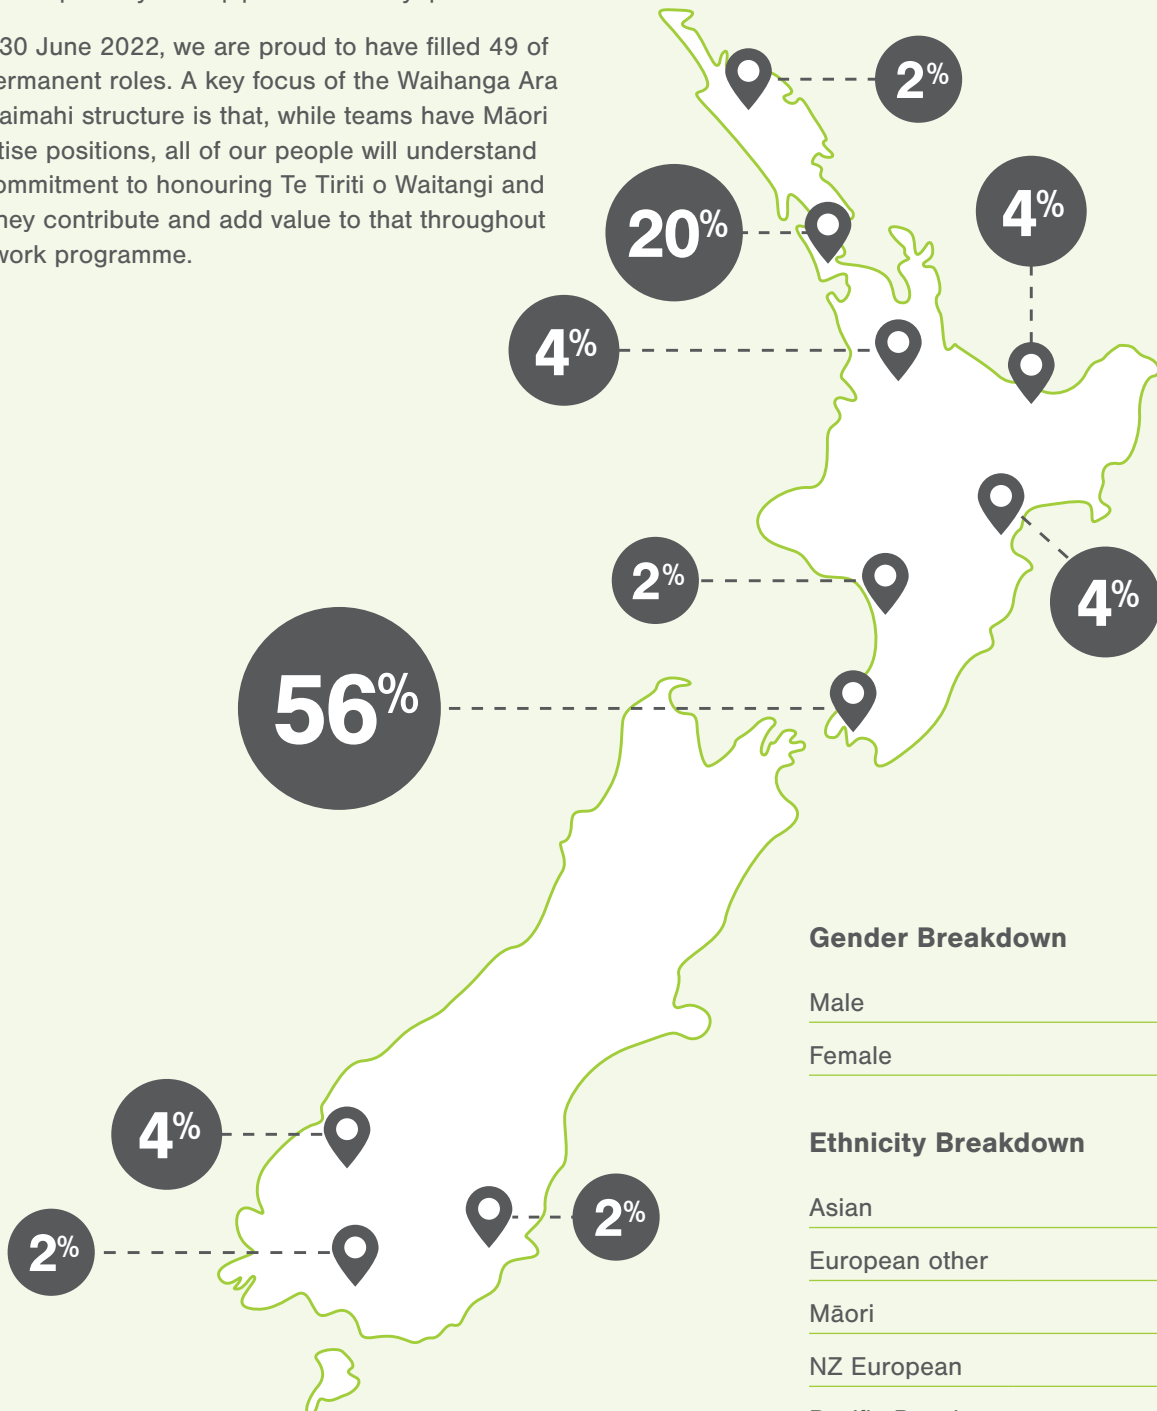 30 June 2022, we are proud to have filled 49 of
ermanent roles. A key focus of the Waihanga Ara
aimahi structure is that, while teams have Māori
tise positions, all of our people will understand
ommitment to honouring Te Tiriti o Waitangi and
hey contribute and add value to that throughout
work programme.
2%
20%
4%
4%
4%
2%
56%
4%
2%
2%
Gender Breakdown
Male
Female
Ethnicity Breakdown
Asian
European other
Māori
NZ European